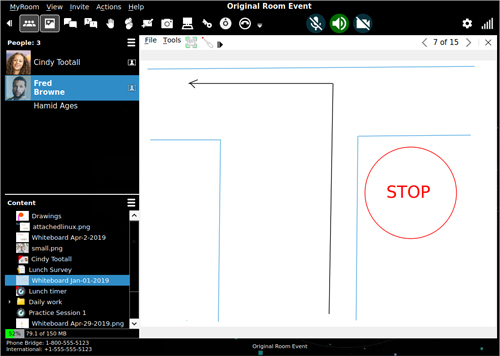 Original Room Event
MyRoom View Invite Actions Help
People: 3
Cindy Tootall
Fred
Browne
Hamid Ages
File Tools
7 of 15
STOP
Content
Drawings
attachedlinux.png
Whiteboard Apr-2-2019
small.png
Cindy Tootall
Lunch Survey
Whiteboard Jan-01-2019
Lunch timer
Daily work
Practice Session 1
Whiteboard Apr-29-2019.png
52% 79.1 of 150 MB
Phone Bridge: 1-800-555-5123
International: +1-555-555-5123
Original Room Event